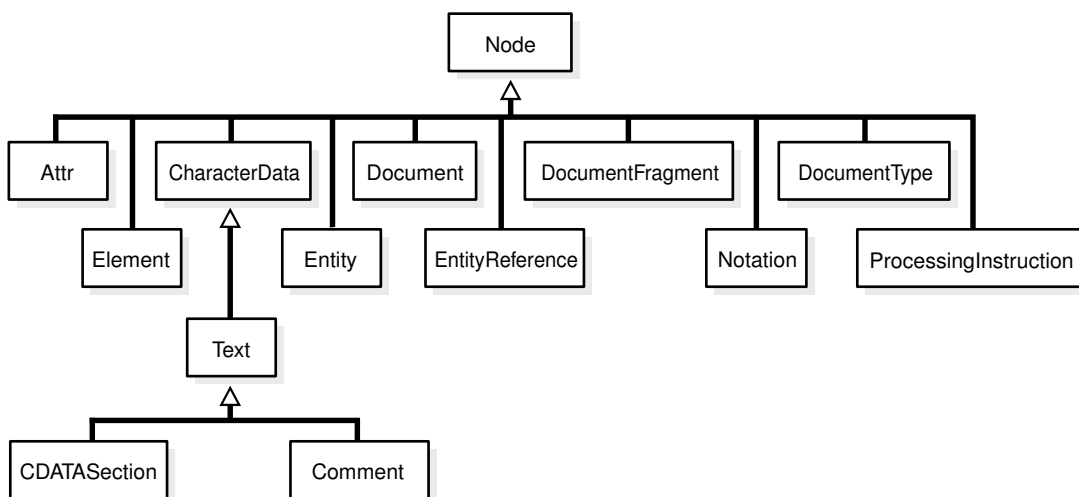 Node
Attr
CharacterData
Document
DocumentFragment
DocumentType
Element
Entity
EntityReference
Notation
ProcessingInstruction
Text
CDATASection
Comment